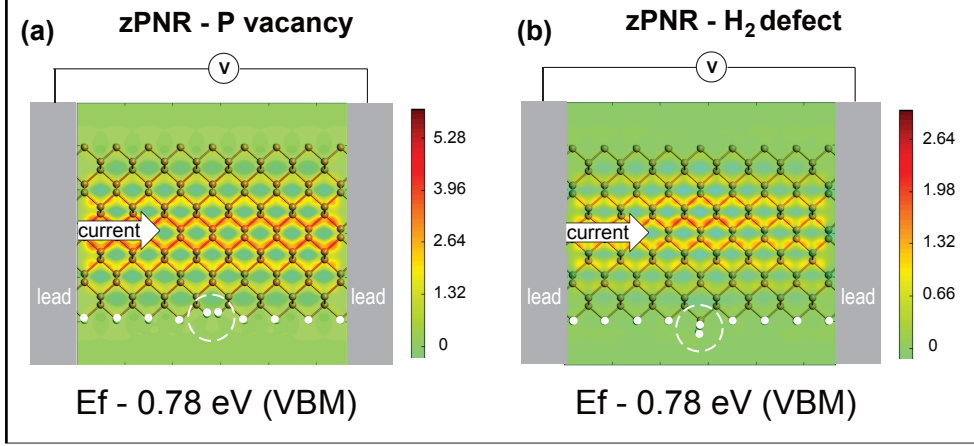 (a) zPNR - P vacancy
V
5.28
3.96
2.64
1.32
0
current
lead
lead
Ef - 0.78 eV (VBM)
(b) zPNR - H₂ defect
V
2.64
1.98
1.32
0.66
0
current
lead
lead
Ef - 0.78 eV (VBM)